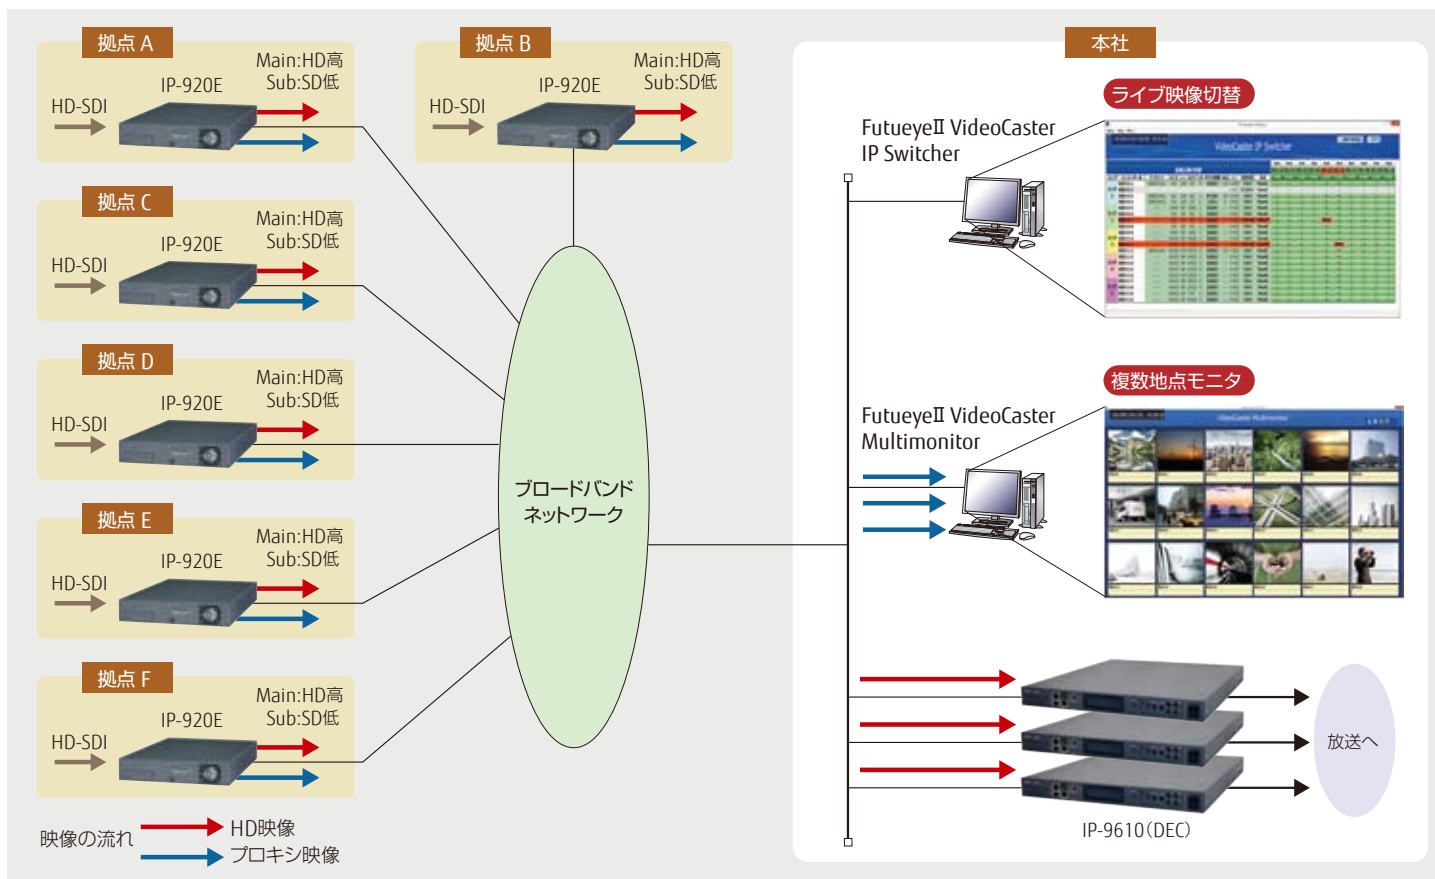 拠点 A
Main:HD高
Sub:SD低
IP-920E
HD-SDI
拠点 B
Main:HD高
Sub:SD低
IP-920E
HD-SDI
拠点 C
Main:HD高
Sub:SD低
IP-920E
HD-SDI
拠点 D
Main:HD高
Sub:SD低
IP-920E
HD-SDI
拠点 E
Main:HD高
Sub:SD低
IP-920E
HD-SDI
拠点 F
Main:HD高
Sub:SD低
IP-920E
HD-SDI
映像の流れ
HD映像
プロキシ映像
ブロードバンド
ネットワーク
本社
ライブ映像切替
FutueyeⅡ VideoCaster
IP Switcher
VideoCaster IP Switcher
複数地点モニタ
FutueyeⅡ VideoCaster
Multimonitor
VideoCaster Multimonitor
IP-9610(DEC)
放送へ